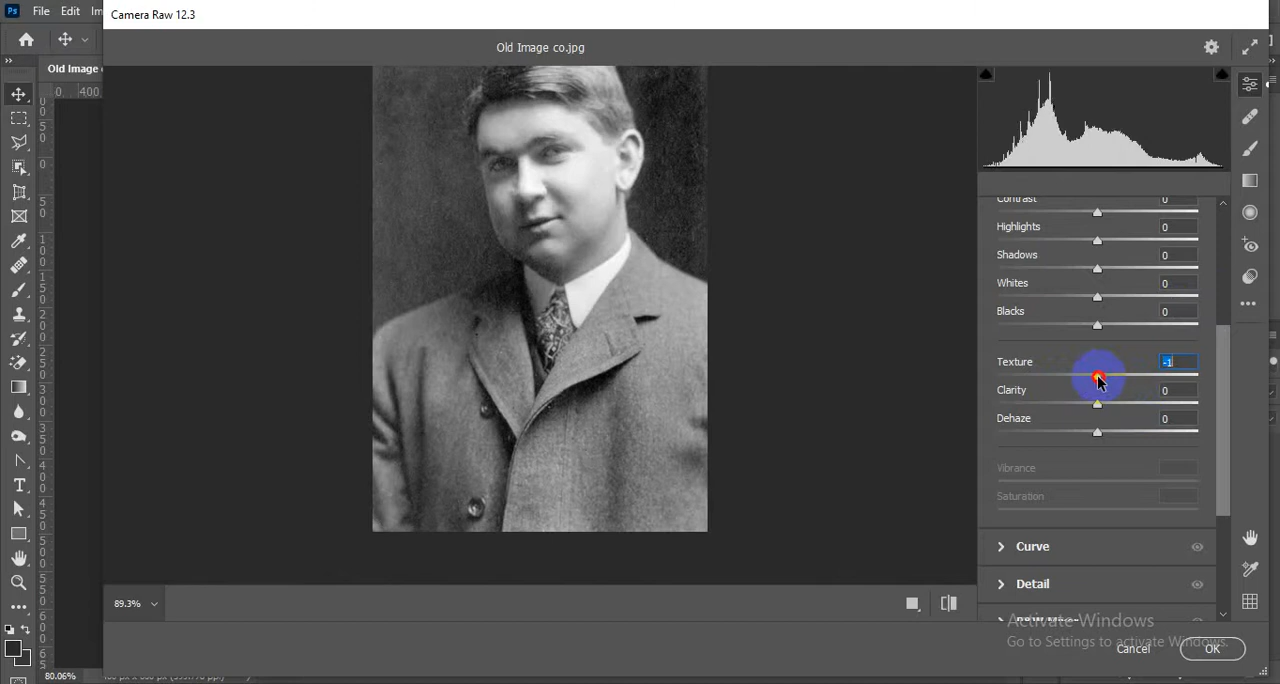 Ps File Edit Im
Camera Raw 12.3
Old Image co.jpg
Old Image
0 400
Contrast 0
Highlights 0
Shadows 0
Whites 0
Blacks 0
Texture -1
Clarity 0
Dehaze 0
Vibrance
Saturation
Curve
Detail
89.3%
Activate Windows
Go to Settings to activate Windows.
Cancel OK
80.06%